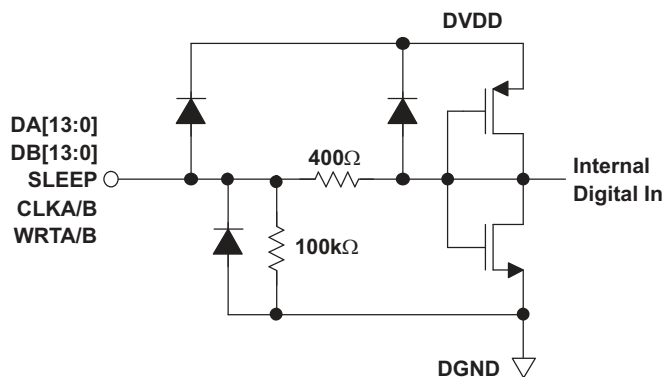 DVDD
DA[13:0]
DB[13:0]
SLEEP
CLKA/B
WRTA/B
400Ω
100kΩ
Internal
Digital In
DGND